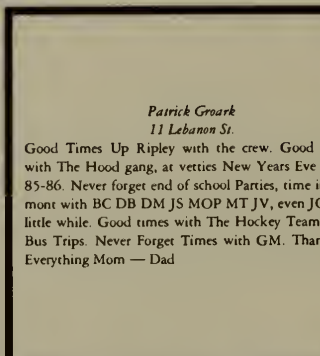 Patrick Groark
11 Lebanon St.
Good Times Up Ripley with the crew. Good
with The Hood gang, at vetties New Years Eve
85-86. Never forget end of school Parties, time i
mont with BC DB DM JS MOP MT JV, even JC
little while. Good times with The Hockey Team
Bus Trips. Never Forget Times with GM. Than
Everything Mom — Dad